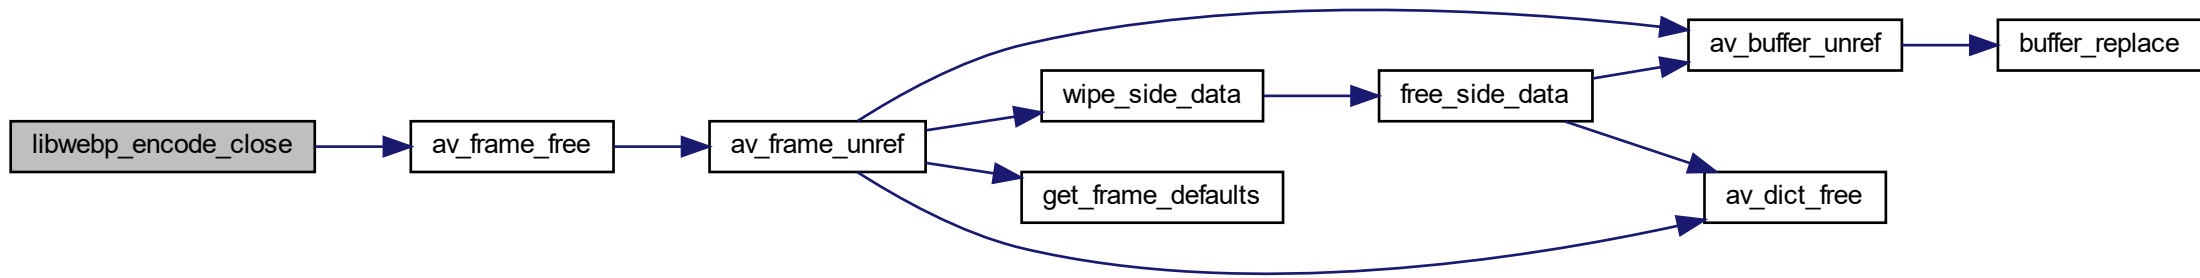 libwebp_encode_close
av_frame_free
av_frame_unref
wipe_side_data
get_frame_defaults
free_side_data
av_buffer_unref
av_dict_free
buffer_replace